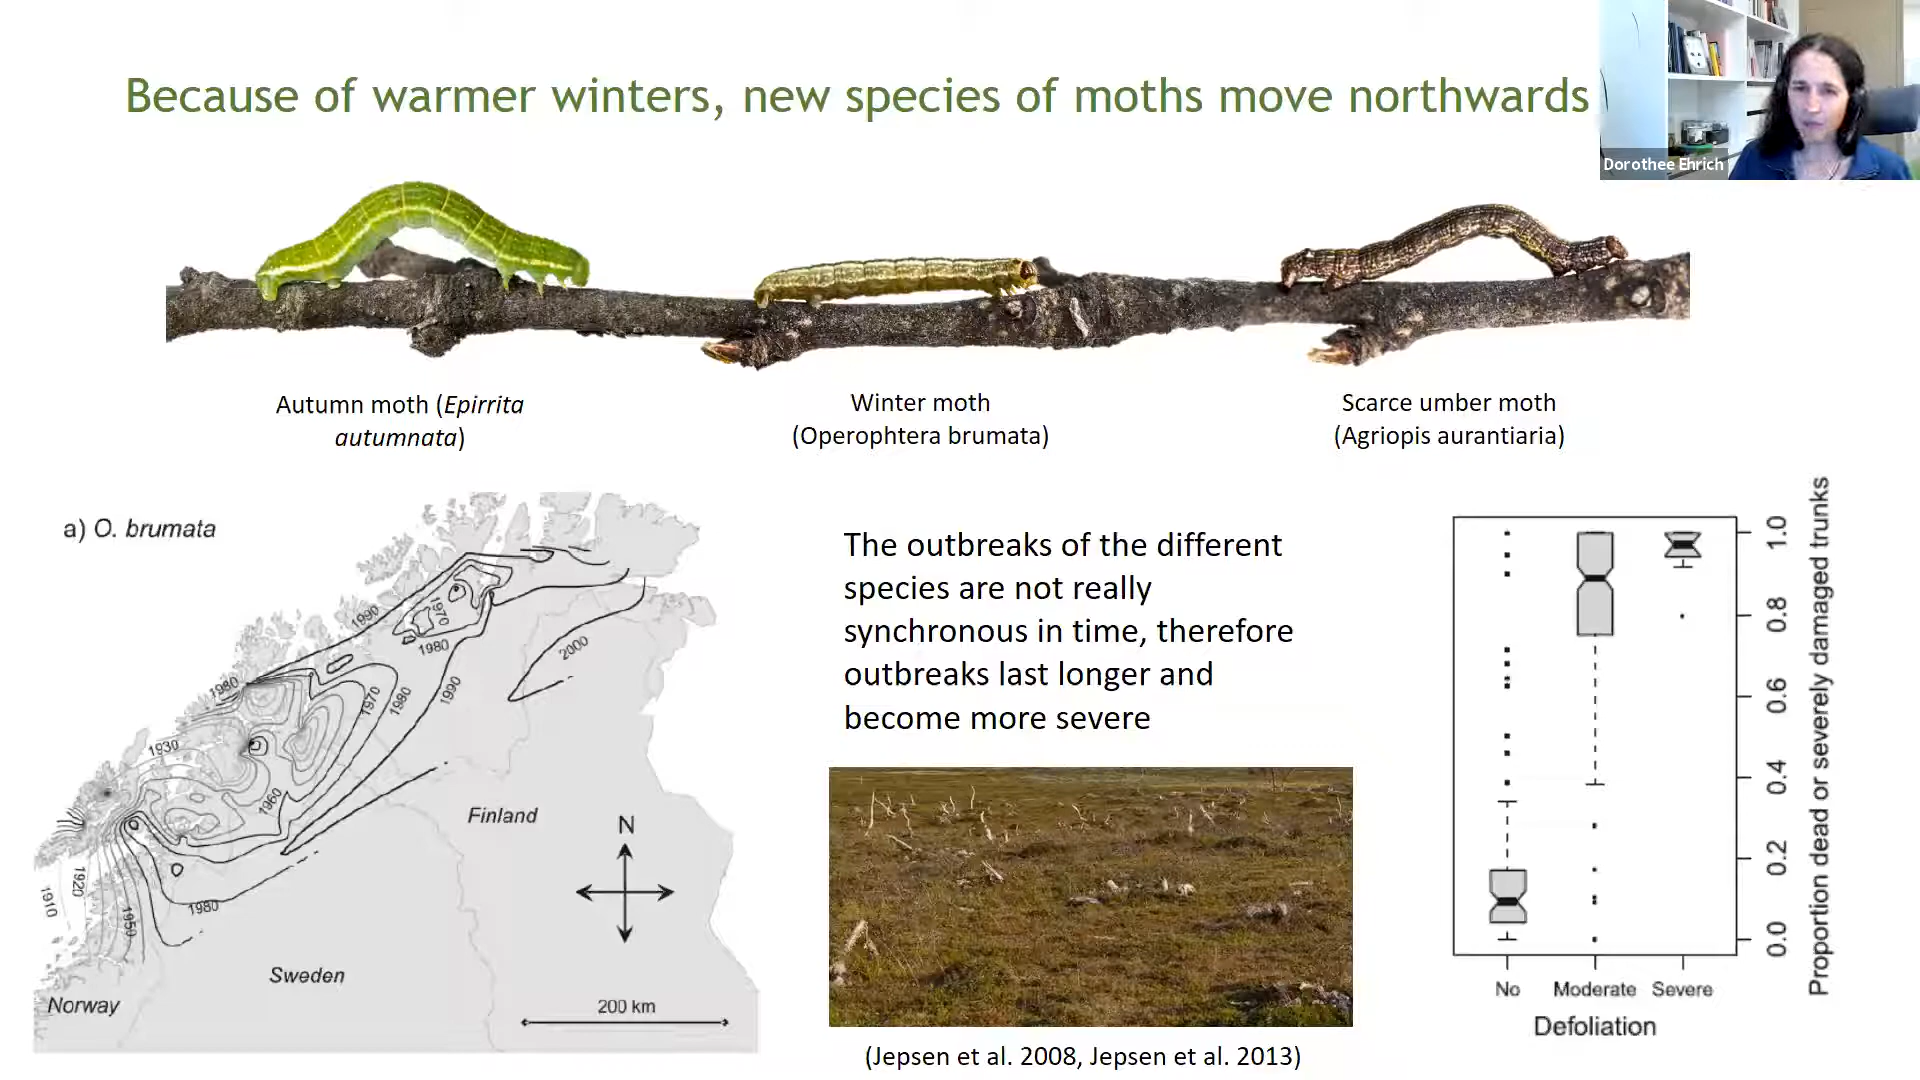 Because of warmer winters, new species of moths move northwards
Dorothee Ehrich
Autumn moth (Epirrita
autumnata)
Winter moth
(Operophtera brumata)
Scarce umber moth
(Agriopis aurantiaria)
a) O. brumata
1990
1970
1980
2000
1980
1970
1980
1990
1930
1960
1920
1910
1950
1980
Finland
N
Sweden
Norway
200 km
The outbreaks of the different
species are not really
synchronous in time, therefore
outbreaks last longer and
become more severe
(Jepsen et al. 2008, Jepsen et al. 2013)
1.0
0.8
0.6
0.4
0.2
0.0
Proportion dead or severely damaged trunks
No Moderate Severe
Defoliation